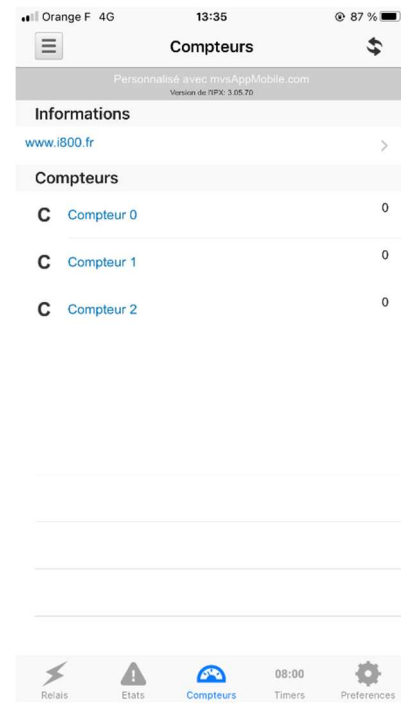 Orange F 4G 13:35 87 %
Compteurs
Personnalisé avec mvsAppMobile.com
Version de l'IPX: 3.05.70
Informations
www.i800.fr
Compteurs
C Compteur 0 0
C Compteur 1 0
C Compteur 2 0
08:00
Relais Etats Compteurs Timers Preferences